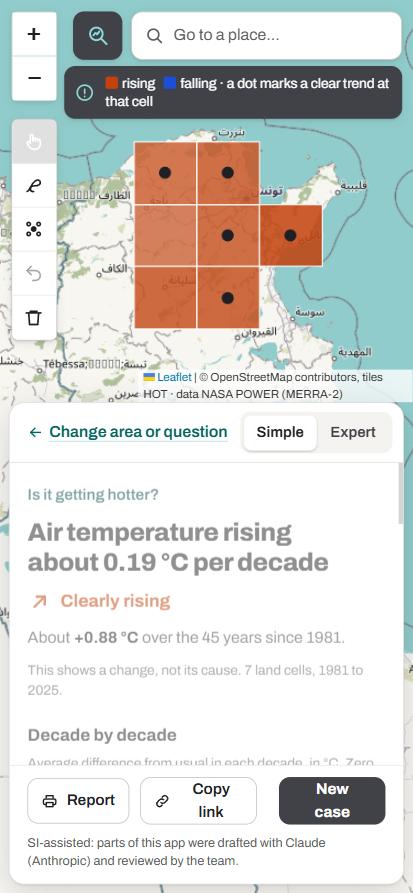 +
Go to a place...
−
rising falling · a dot marks a clear trend at
that cell
بنزرت
الطارف
تونس
قليبية
باجة
الكاف
سليانة
سوسة
القيروان
المهدية
Tébessa;
تبسة;
عبرين
Leaflet | © OpenStreetMap contributors, tiles
HOT · data NASA POWER (MERRA-2)
← Change area or question
Simple
Expert
Is it getting hotter?
Air temperature rising
about 0.19 °C per decade
Clearly rising
About +0.88 °C over the 45 years since 1981.
This shows a change, not its cause. 7 land cells, 1981 to
2025.
Decade by decade
Average difference from usual in each decade, in °C. Zero
Report
Copy
link
New
case
SI-assisted: parts of this app were drafted with Claude
(Anthropic) and reviewed by the team.